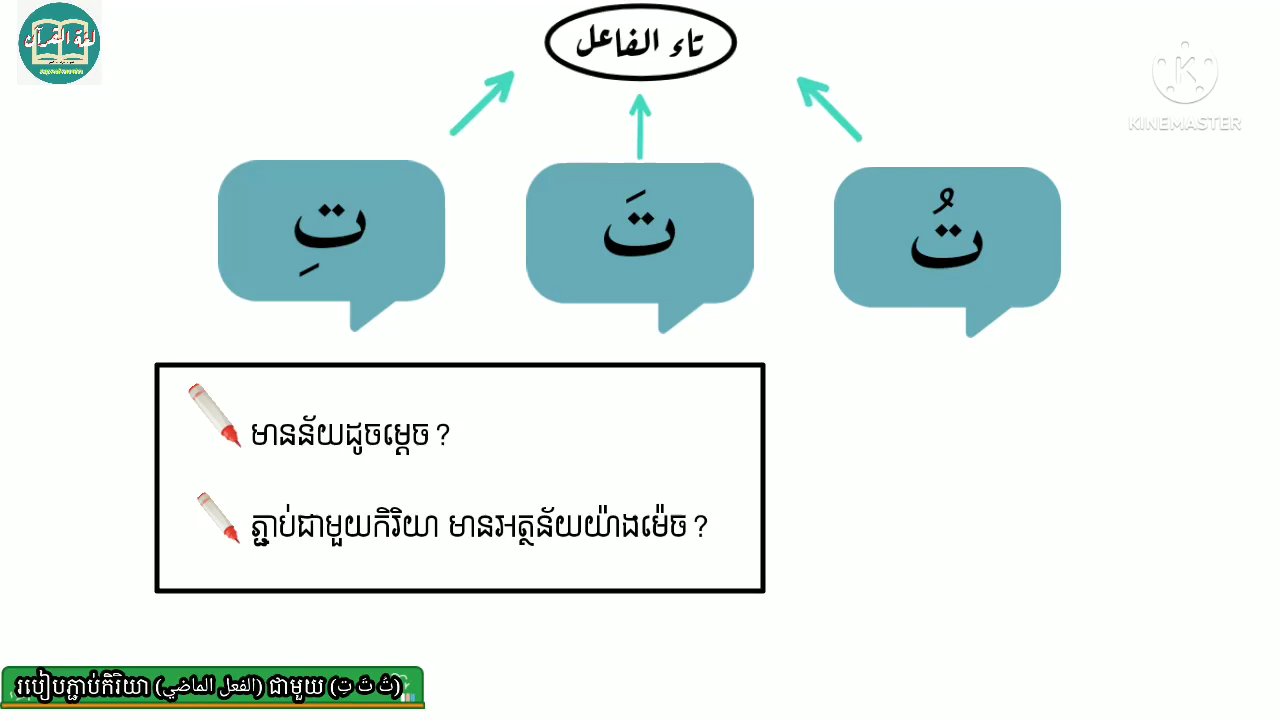 لغة القرآن
تاء الفاعل
KINEMASTER
تُ
تَ
تِ
មានន័យដូចម្ដេច?
ភ្ជាប់ជាមួយកិរិយា មានអត្ថន័យយ៉ាងម៉េច?
របៀបភ្ជាប់កិរិយា (الفعل الماضي) ជាមួយ (تُ تَ تِ)